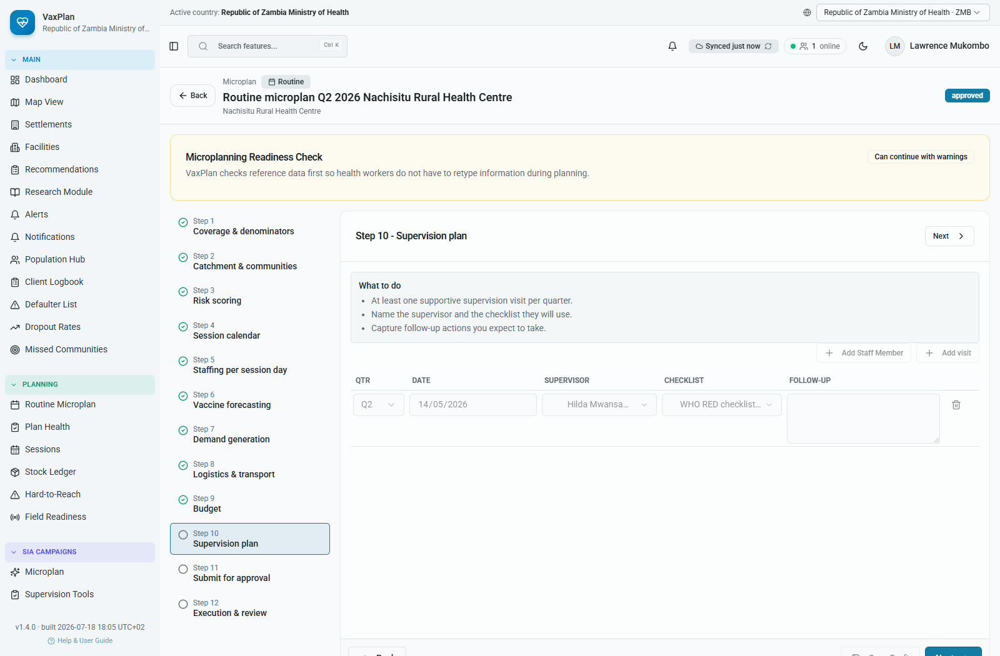 VaxPlan
Republic of Zambia Ministry of...
MAIN
Dashboard
Map View
Settlements
Facilities
Recommendations
Research Module
Alerts
Notifications
Population Hub
Client Logbook
Defaulter List
Dropout Rates
Missed Communities
PLANNING
Routine Microplan
Plan Health
Sessions
Stock Ledger
Hard-to-Reach
Field Readiness
SIA CAMPAIGNS
Microplan
Supervision Tools
v1.4.0 · built 2026-07-18 18:05 UTC+02
Help & User Guide
Active country: Republic of Zambia Ministry of Health
Republic of Zambia Ministry of Health · ZMB
Search features...
Ctrl K
Synced just now
1 online
LM
Lawrence Mukombo
Back
Microplan
Routine
Routine microplan Q2 2026 Nachisitu Rural Health Centre
Nachisitu Rural Health Centre
approved
Microplanning Readiness Check
Can continue with warnings
VaxPlan checks reference data first so health workers do not have to retype information during planning.
Step 1
Coverage & denominators
Step 2
Catchment & communities
Step 3
Risk scoring
Step 4
Session calendar
Step 5
Staffing per session day
Step 6
Vaccine forecasting
Step 7
Demand generation
Step 8
Logistics & transport
Step 9
Budget
Step 10
Supervision plan
Step 11
Submit for approval
Step 12
Execution & review
Step 10 - Supervision plan
Next
What to do
• At least one supportive supervision visit per quarter.
• Name the supervisor and the checklist they will use.
• Capture follow-up actions you expect to take.
Add Staff Member
Add visit
QTR DATE SUPERVISOR CHECKLIST FOLLOW-UP
Q2 14/05/2026 Hilda Mwansa... WHO RED checklist...